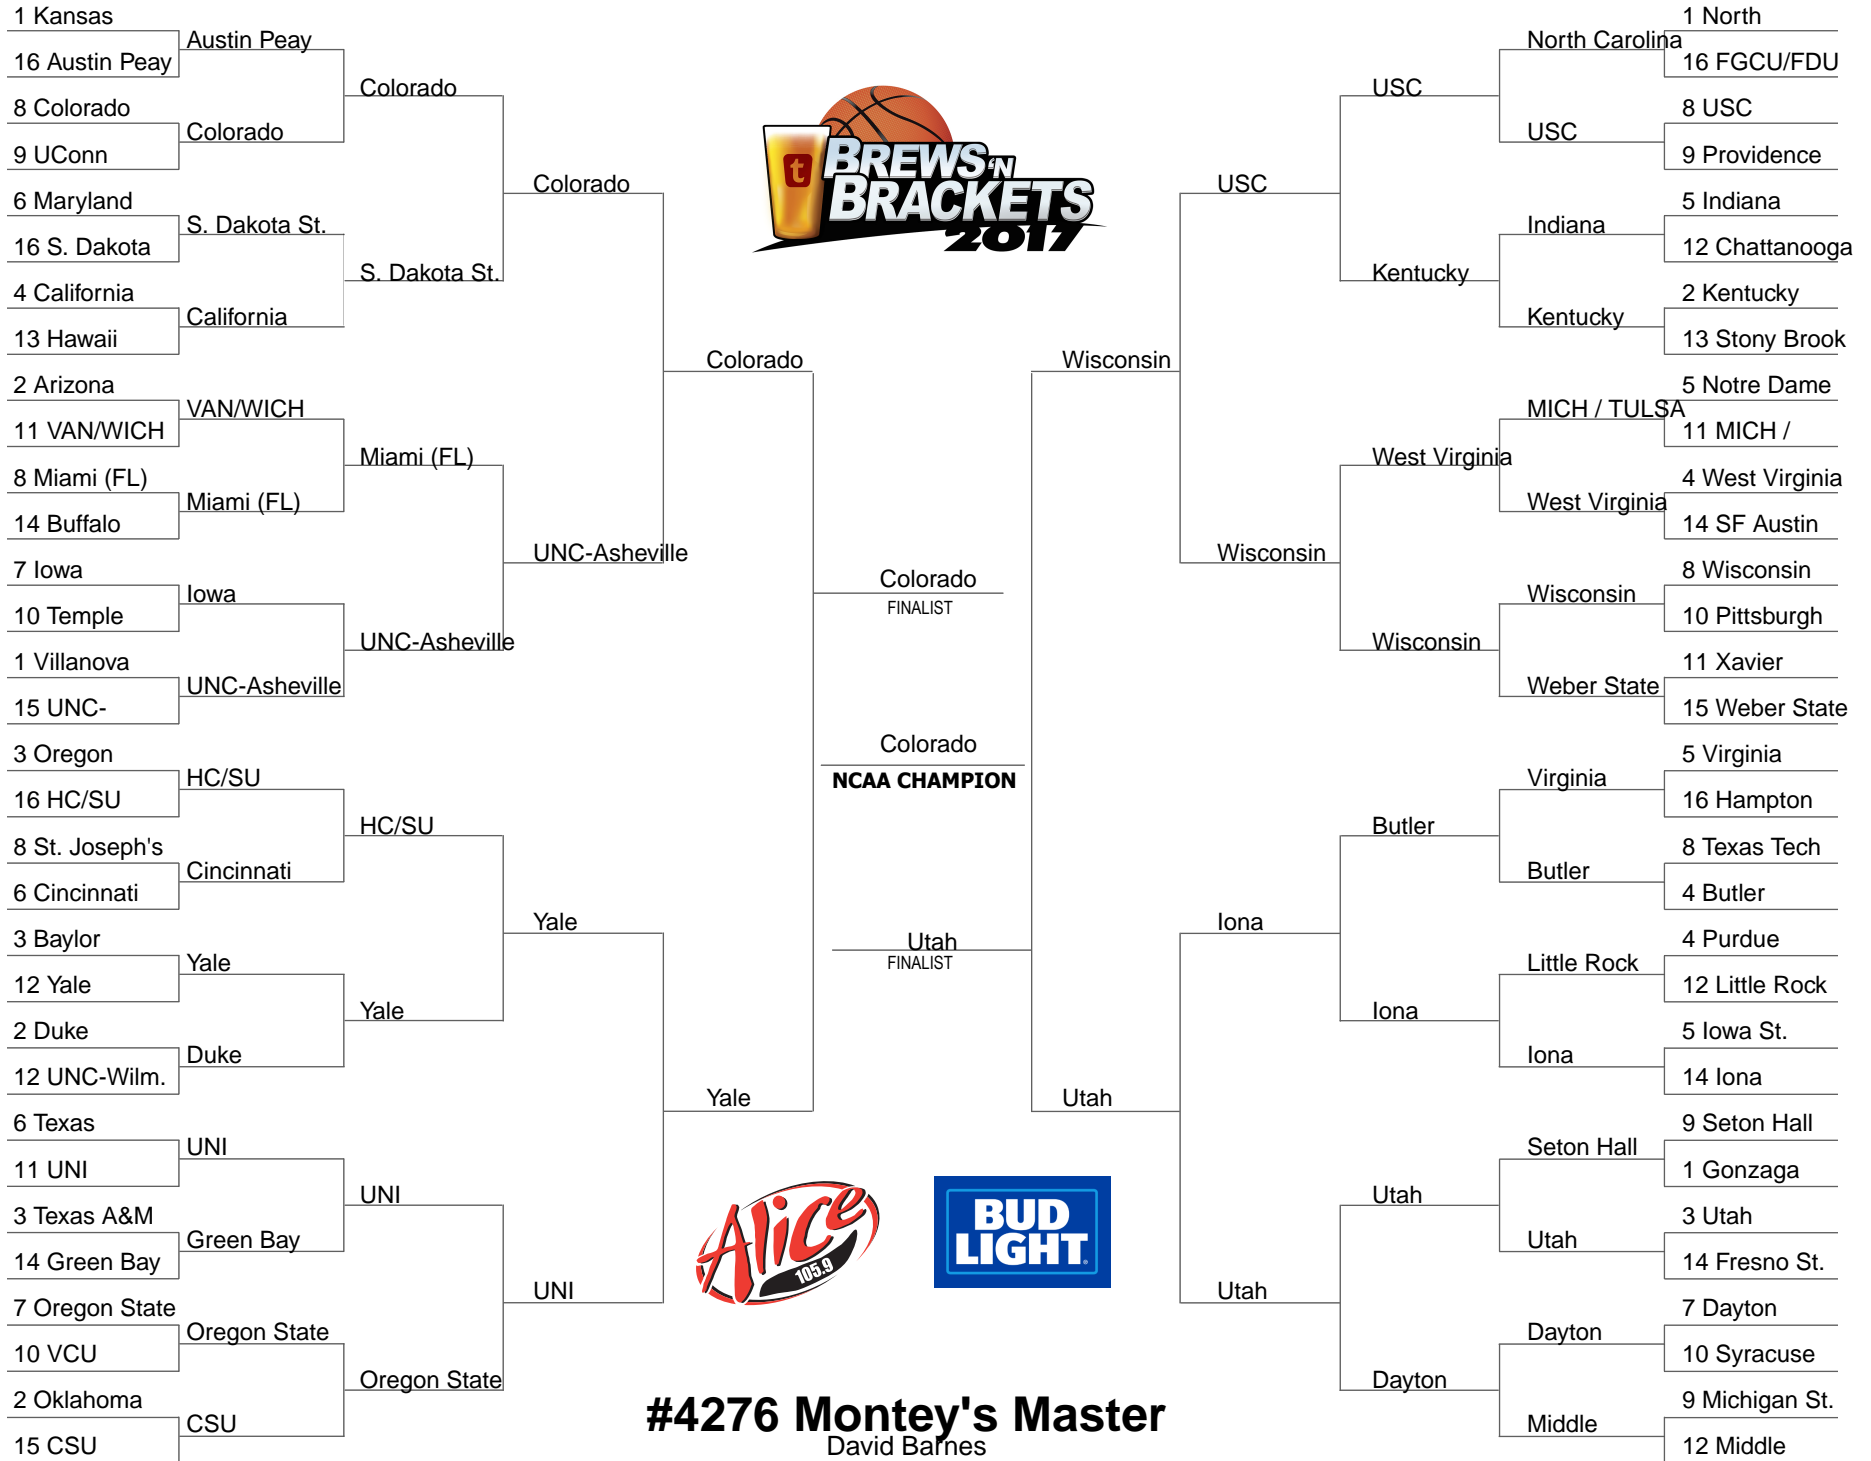 1 Kansas
16 Austin Peay
8 Colorado
9 UConn
6 Maryland
16 S. Dakota
4 California
13 Hawaii
2 Arizona
11 VAN/WICH
8 Miami (FL)
14 Buffalo
7 Iowa
10 Temple
1 Villanova
15 UNC-
3 Oregon
16 HC/SU
8 St. Joseph's
6 Cincinnati
3 Baylor
12 Yale
2 Duke
12 UNC-Wilm.
6 Texas
11 UNI
3 Texas A&M
14 Green Bay
7 Oregon State
10 VCU
2 Oklahoma
15 CSU
Austin Peay
Colorado
S. Dakota St.
California
VAN/WICH
Miami (FL)
Iowa
UNC-Asheville
HC/SU
Cincinnati
Yale
Duke
UNI
Green Bay
Oregon State
CSU
Colorado
S. Dakota St.
Miami (FL)
UNC-Asheville
HC/SU
Yale
UNI
Oregon State
Colorado
UNC-Asheville
Yale
UNI
Colorado
Yale
t
BREWS 'N
BRACKETS
2017
Colorado
FINALIST
Colorado
NCAA CHAMPION
Utah
FINALIST
Alice
105.9
BUD
LIGHT
#4276 Montey's Master
David Barnes
Wisconsin
Utah
USC
Wisconsin
Iona
Utah
USC
Kentucky
West Virginia
Wisconsin
Butler
Iona
Utah
Dayton
North Carolina
USC
Indiana
Kentucky
MICH / TULSA
West Virginia
Wisconsin
Weber State
Virginia
Butler
Little Rock
Iona
Seton Hall
Utah
Dayton
Middle
1 North
16 FGCU/FDU
8 USC
9 Providence
5 Indiana
12 Chattanooga
2 Kentucky
13 Stony Brook
5 Notre Dame
11 MICH /
4 West Virginia
14 SF Austin
8 Wisconsin
10 Pittsburgh
11 Xavier
15 Weber State
5 Virginia
16 Hampton
8 Texas Tech
4 Butler
4 Purdue
12 Little Rock
5 Iowa St.
14 Iona
9 Seton Hall
1 Gonzaga
3 Utah
14 Fresno St.
7 Dayton
10 Syracuse
9 Michigan St.
12 Middle